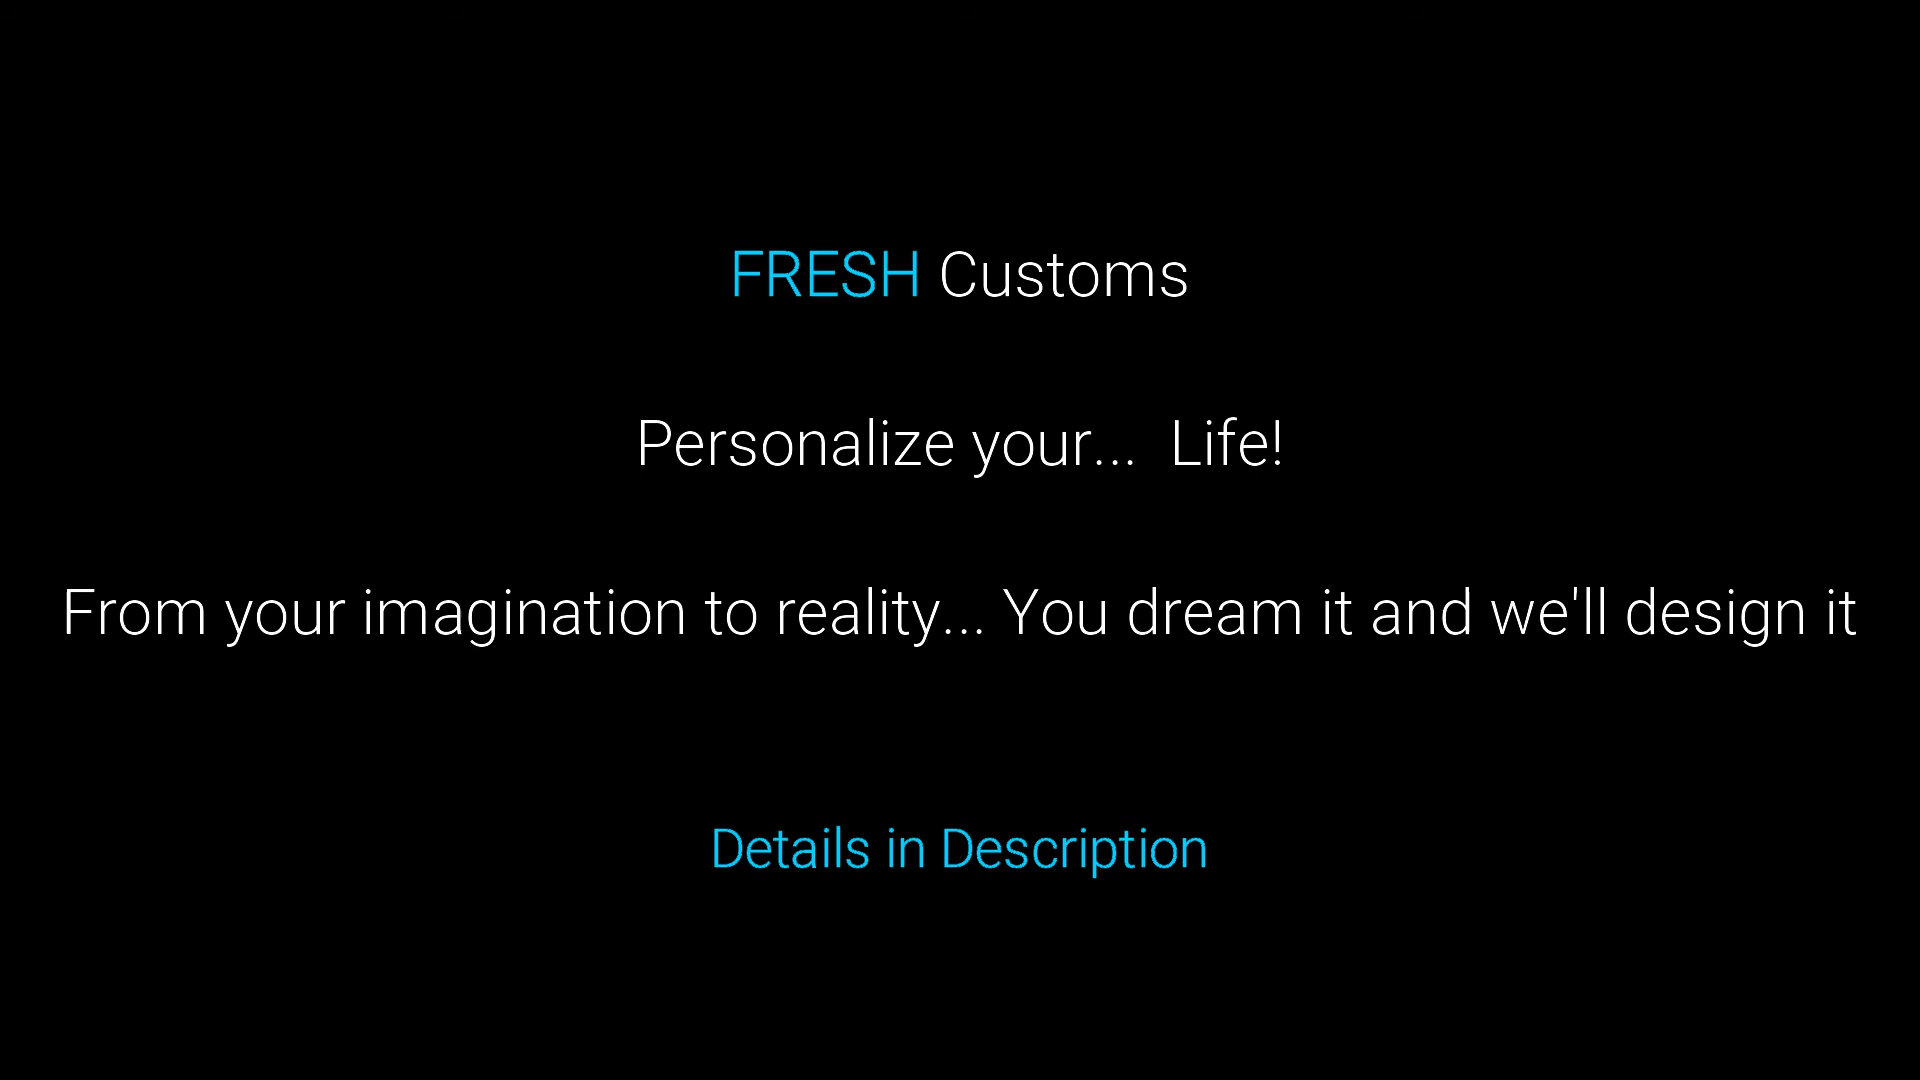 FRESH Customs
Personalize your...  Life!
From your imagination to reality... You dream it and we'll design it
Details in Description